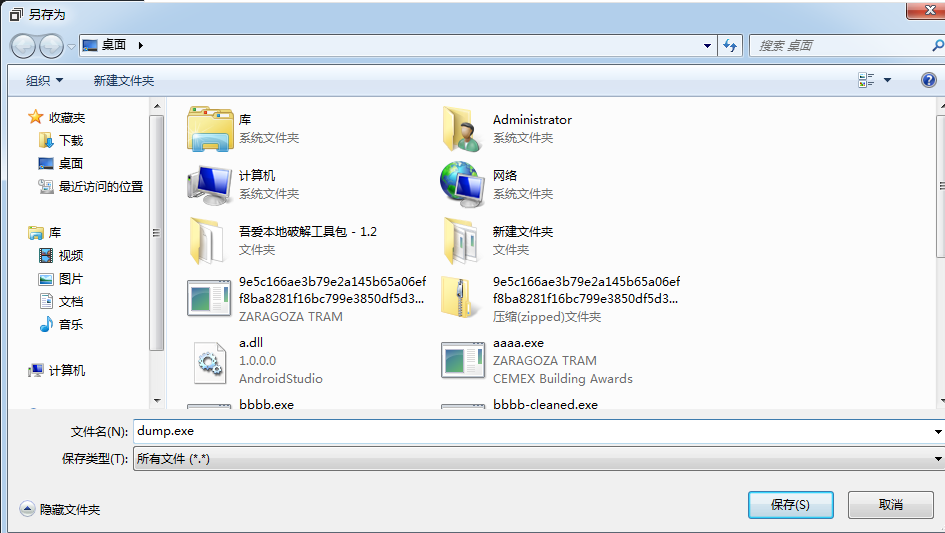 另存为
桌面
搜索 桌面
组织
新建文件夹
收藏夹
下载
桌面
最近访问的位置
库
视频
图片
文档
音乐
计算机
库
系统文件夹
Administrator
系统文件夹
计算机
系统文件夹
网络
系统文件夹
吾爱本地破解工具包 - 1.2
文件夹
新建文件夹
文件夹
9e5c166ae3b79e2a145b65a06ef
f8ba8281f16bc799e3850df5d3...
ZARAGOZA TRAM
9e5c166ae3b79e2a145b65a06ef
f8ba8281f16bc799e3850df5d3...
压缩(zipped)文件夹
a.dll
1.0.0.0
AndroidStudio
aaaa.exe
ZARAGOZA TRAM
CEMEX Building Awards
bbbb.exe
bbbb-cleaned.exe
文件名(N):
dump.exe
保存类型(T):
所有文件 (*.*)
隐藏文件夹
保存(S)
取消